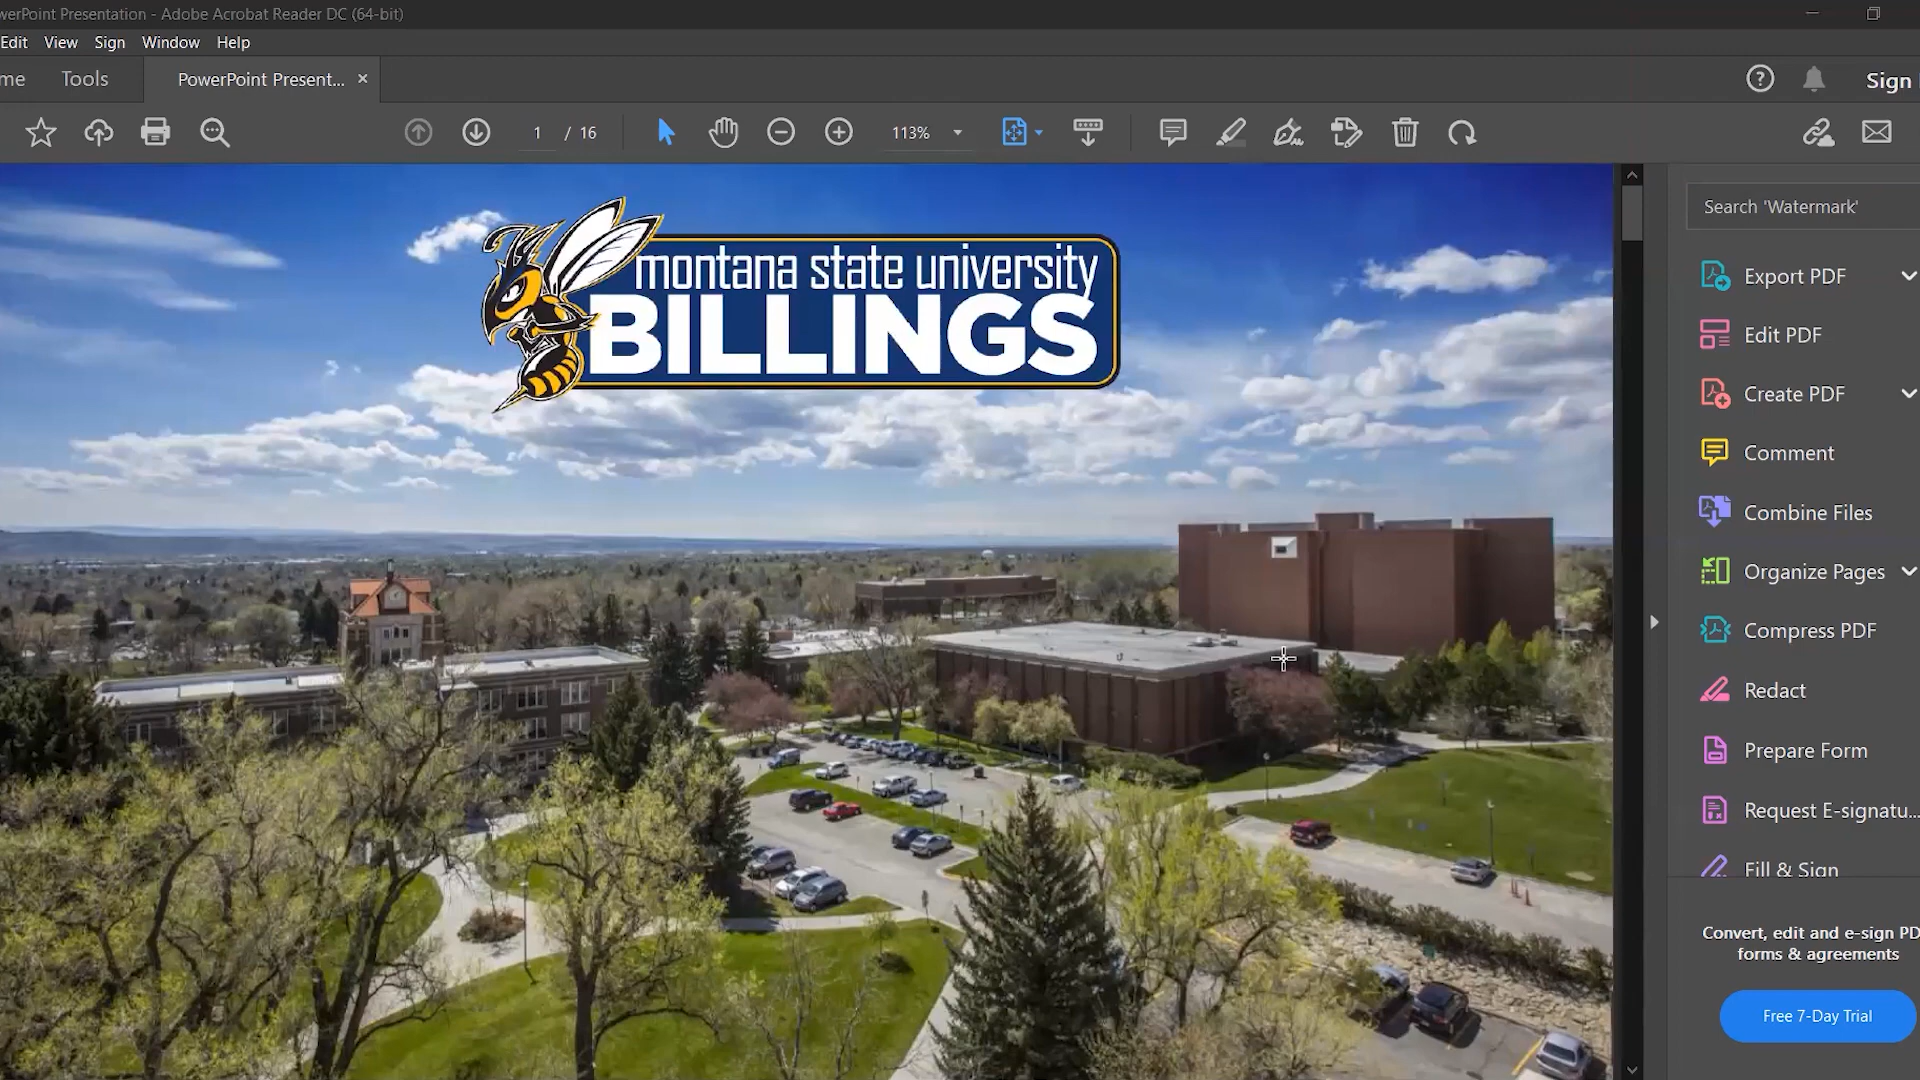 werPoint Presentation - Adobe Acrobat Reader DC (64-bit)
Edit View Sign Window Help
me Tools PowerPoint Present... ×
Sign
1 / 16 113%
montana state university
BILLINGS
Search 'Watermark'
Export PDF
Edit PDF
Create PDF
Comment
Combine Files
Organize Pages
Compress PDF
Redact
Prepare Form
Request E-signatu...
Fill & Sign
Convert, edit and e-sign PD
forms & agreements
Free 7-Day Trial